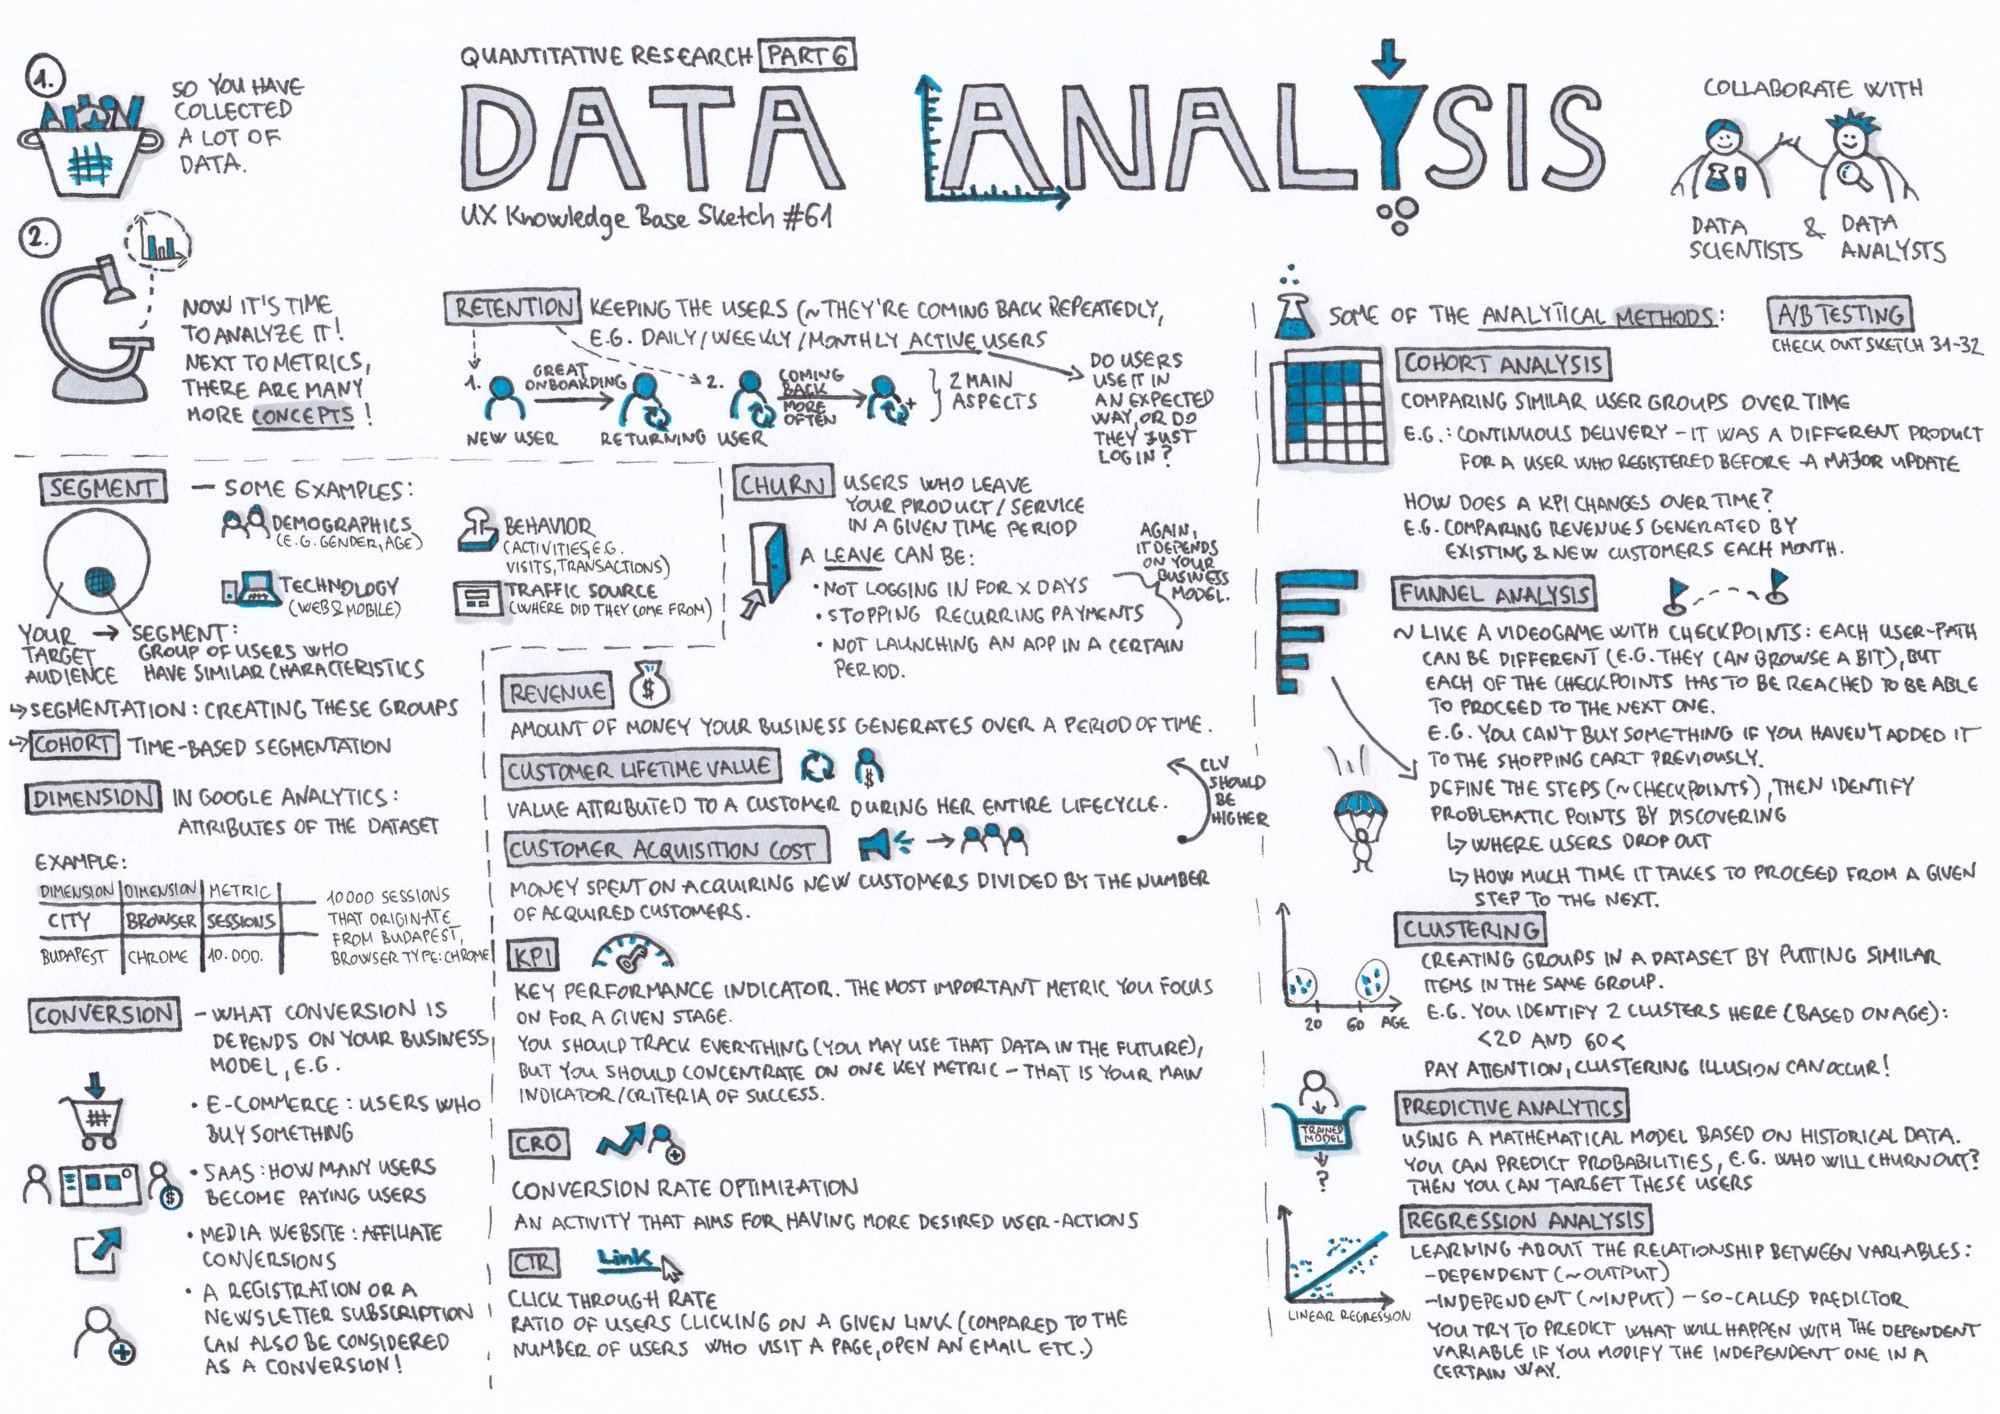 1.
SO YOU HAVE
COLLECTED
A LOT OF
DATA.
QUANTITATIVE RESEARCH PART 6
DATA ANALYSIS
UX Knowledge Base Sketch #61
COLLABORATE WITH
DATA SCIENTISTS & DATA ANALYSTS
2.
NOW IT'S TIME
TO ANALYZE IT!
NEXT TO METRICS,
THERE ARE MANY
MORE CONCEPTS!
RETENTION KEEPING THE USERS (~THEY'RE COMING BACK REPEATEDLY,
E.G. DAILY/WEEKLY/MONTHLY ACTIVE USERS
1.
GREAT
ONBOARDING
2.
COMING
BACK
MORE
OFTEN
+
2 MAIN
ASPECTS
NEW USER
RETURNING USER
DO USERS
USE IT IN
AN EXPECTED
WAY, OR DO
THEY JUST
LOG IN?
SEGMENT — SOME EXAMPLES:
DEMOGRAPHICS
(E.G. GENDER, AGE)
BEHAVIOR
(ACTIVITIES, E.G.
VISITS, TRANSACTIONS)
TECHNOLOGY
(WEB & MOBILE)
TRAFFIC SOURCE
(WHERE DID THEY COME FROM)
YOUR
TARGET
AUDIENCE
→ SEGMENT:
GROUP OF USERS WHO
HAVE SIMILAR CHARACTERISTICS
↳ SEGMENTATION: CREATING THESE GROUPS
↳ COHORT TIME-BASED SEGMENTATION
DIMENSION IN GOOGLE ANALYTICS:
ATTRIBUTES OF THE DATASET
EXAMPLE:
DIMENSION DIMENSION METRIC
CITY BROWSER SESSIONS
BUDAPEST CHROME 10.000.
10000 SESSIONS
THAT ORIGINATE
FROM BUDAPEST,
BROWSER TYPE: CHROME
CONVERSION - WHAT CONVERSION IS
DEPENDS ON YOUR BUSINESS
MODEL, E.G.
• E-COMMERCE: USERS WHO
BUY SOMETHING
• SAAS: HOW MANY USERS
BECOME PAYING USERS
$
• MEDIA WEBSITE: AFFILIATE
CONVERSIONS
• A REGISTRATION OR A
NEWSLETTER SUBSCRIPTION
CAN ALSO BE CONSIDERED
AS A CONVERSION!
CHURN USERS WHO LEAVE
YOUR PRODUCT/SERVICE
IN A GIVEN TIME PERIOD
A LEAVE CAN BE:
• NOT LOGGING IN FOR X DAYS
• STOPPING RECURRING PAYMENTS
• NOT LAUNCHING AN APP IN A CERTAIN
PERIOD.
AGAIN,
IT DEPENDS
ON YOUR
BUSINESS
MODEL.
REVENUE $
AMOUNT OF MONEY YOUR BUSINESS GENERATES OVER A PERIOD OF TIME.
CUSTOMER LIFETIME VALUE $
VALUE ATTRIBUTED TO A CUSTOMER DURING HER ENTIRE LIFECYCLE.
CLV
SHOULD
BE
HIGHER
CUSTOMER ACQUISITION COST
MONEY SPENT ON ACQUIRING NEW CUSTOMERS DIVIDED BY THE NUMBER
OF ACQUIRED CUSTOMERS.
KPI
KEY PERFORMANCE INDICATOR. THE MOST IMPORTANT METRIC YOU FOCUS
ON FOR A GIVEN STAGE.
YOU SHOULD TRACK EVERYTHING (YOU MAY USE THAT DATA IN THE FUTURE),
BUT YOU SHOULD CONCENTRATE ON ONE KEY METRIC – THAT IS YOUR MAIN
INDICATOR/CRITERIA OF SUCCESS.
CRO
CONVERSION RATE OPTIMIZATION
AN ACTIVITY THAT AIMS FOR HAVING MORE DESIRED USER-ACTIONS
CTR Link
CLICK THROUGH RATE
RATIO OF USERS CLICKING ON A GIVEN LINK (COMPARED TO THE
NUMBER OF USERS WHO VISIT A PAGE, OPEN AN EMAIL ETC.)
SOME OF THE ANALYTICAL METHODS:
A/B TESTING
CHECK OUT SKETCH 31-32
COHORT ANALYSIS
COMPARING SIMILAR USER GROUPS OVER TIME
E.G.: CONTINUOUS DELIVERY – IT WAS A DIFFERENT PRODUCT
FOR A USER WHO REGISTERED BEFORE A MAJOR UPDATE
HOW DOES A KPI CHANGES OVER TIME?
E.G. COMPARING REVENUES GENERATED BY
EXISTING & NEW CUSTOMERS EACH MONTH.
FUNNEL ANALYSIS
~ LIKE A VIDEOGAME WITH CHECKPOINTS: EACH USER-PATH
CAN BE DIFFERENT (E.G. THEY CAN BROWSE A BIT), BUT
EACH OF THE CHECKPOINTS HAS TO BE REACHED TO BE ABLE
TO PROCEED TO THE NEXT ONE.
E.G. YOU CAN'T BUY SOMETHING IF YOU HAVEN'T ADDED IT
TO THE SHOPPING CART PREVIOUSLY.
DEFINE THE STEPS (~CHECKPOINTS), THEN IDENTIFY
PROBLEMATIC POINTS BY DISCOVERING
↳ WHERE USERS DROP OUT
↳ HOW MUCH TIME IT TAKES TO PROCEED FROM A GIVEN
STEP TO THE NEXT.
CLUSTERING
CREATING GROUPS IN A DATASET BY PUTTING SIMILAR
ITEMS IN THE SAME GROUP.
E.G. YOU IDENTIFY 2 CLUSTERS HERE (BASED ON AGE):
<20 AND 60<
PAY ATTENTION, CLUSTERING ILLUSION CAN OCCUR!
20 60 AGE
PREDICTIVE ANALYTICS
USING A MATHEMATICAL MODEL BASED ON HISTORICAL DATA.
YOU CAN PREDICT PROBABILITIES, E.G. WHO WILL CHURN OUT?
THEN YOU CAN TARGET THESE USERS
TRAINED
MODEL
?
REGRESSION ANALYSIS
LEARNING ABOUT THE RELATIONSHIP BETWEEN VARIABLES:
-DEPENDENT (~OUTPUT)
-INDEPENDENT (~INPUT) – SO-CALLED PREDICTOR
YOU TRY TO PREDICT WHAT WILL HAPPEN WITH THE DEPENDENT
VARIABLE IF YOU MODIFY THE INDEPENDENT ONE IN A
CERTAIN WAY.
LINEAR REGRESSION